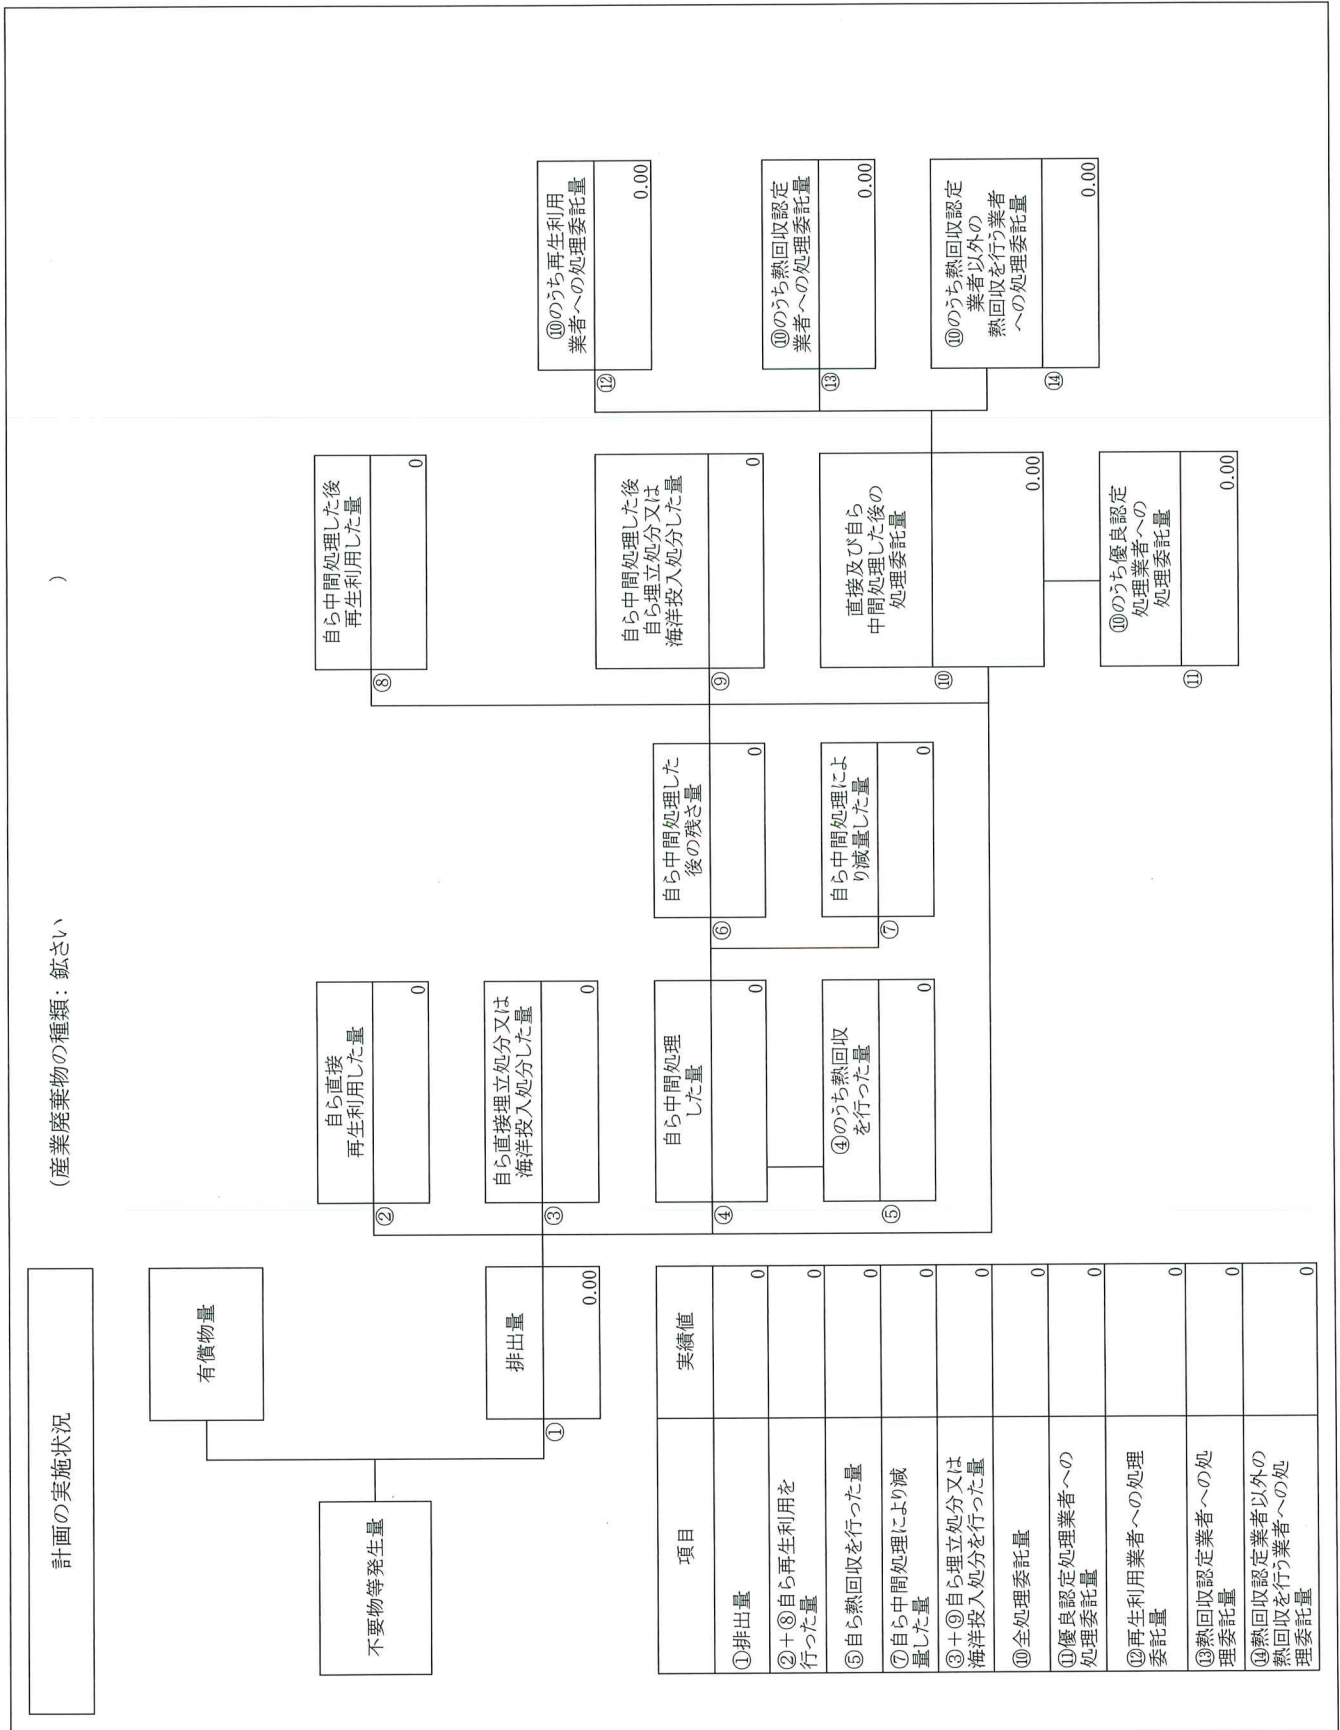 計画の実施状況
(産業廃棄物の種類: 鉱さい )
不要物等発生量
有償物量
排出量
①
0.00
自ら直接
再生利用した量
②
0
自ら直接埋立処分又は
海洋投入処分した量
③
0
自ら中間処理
した量
④
0
④のうち熱回収
を行った量
⑤
0
自ら中間処理した
後の残さ量
⑥
0
自ら中間処理によ
り減量した量
⑦
0
自ら中間処理した後
再生利用した量
⑧
0
自ら中間処理した後
自ら埋立処分又は
海洋投入処分した量
⑨
0
直接及び自ら
中間処理した後の
処理委託量
⑩
0.00
⑩のうち優良認定
処理業者への
処理委託量
⑪
0.00
⑩のうち再生利用
業者への処理委託量
⑫
0.00
⑩のうち熱回収認定
業者への処理委託量
⑬
0.00
⑩のうち熱回収認定
業者以外の
熱回収を行う業者
への処理委託量
⑭
0.00
項目 実績値
①排出量 0
②+⑧自ら再生利用を
行った量 0
⑤自ら熱回収を行った量 0
⑦自ら中間処理により減
量した量 0
③+⑨自ら埋立処分又は
海洋投入処分を行った量 0
⑩全処理委託量 0
⑪優良認定処理業者への
処理委託量 0
⑫再生利用業者への処理
委託量 0
⑬熱回収認定業者への処
理委託量 0
⑭熱回収認定業者以外の
熱回収を行う業者への処
理委託量 0